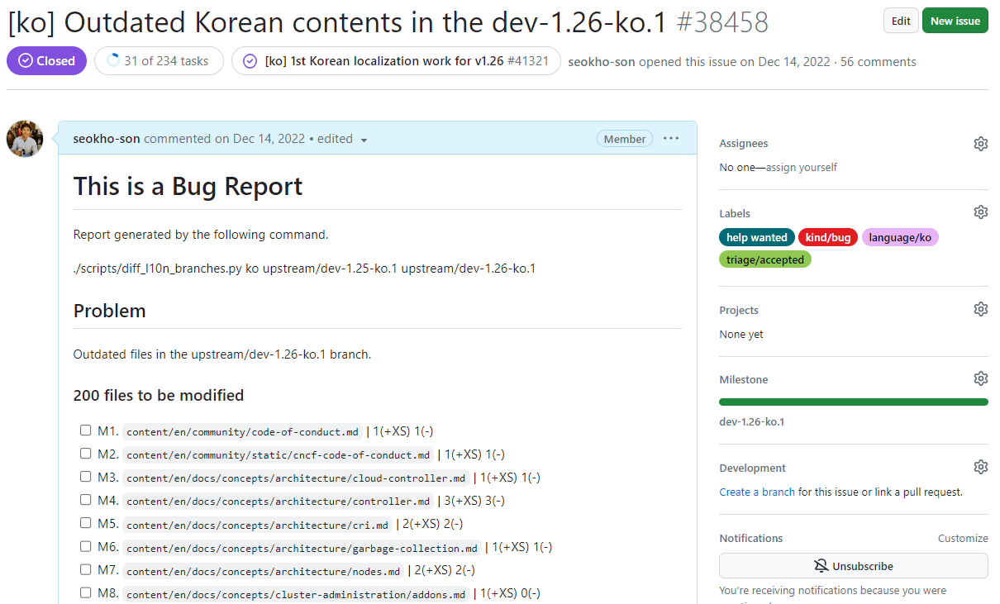 [ko] Outdated Korean contents in the dev-1.26-ko.1 #38458
Edit
New issue
Closed
31 of 234 tasks
[ko] 1st Korean localization work for v1.26 #41321
seokho-son opened this issue on Dec 14, 2022 · 56 comments
seokho-son commented on Dec 14, 2022 • edited
Member
This is a Bug Report
Report generated by the following command.
./scripts/diff_l10n_branches.py ko upstream/dev-1.25-ko.1 upstream/dev-1.26-ko.1
Problem
Outdated files in the upstream/dev-1.26-ko.1 branch.
200 files to be modified
M1. content/en/community/code-of-conduct.md | 1(+XS) 1(-)
M2. content/en/community/static/cncf-code-of-conduct.md | 1(+XS) 1(-)
M3. content/en/docs/concepts/architecture/cloud-controller.md | 1(+XS) 1(-)
M4. content/en/docs/concepts/architecture/controller.md | 3(+XS) 3(-)
M5. content/en/docs/concepts/architecture/cri.md | 2(+XS) 2(-)
M6. content/en/docs/concepts/architecture/garbage-collection.md | 1(+XS) 1(-)
M7. content/en/docs/concepts/architecture/nodes.md | 2(+XS) 2(-)
M8. content/en/docs/concepts/cluster-administration/addons.md | 1(+XS) 0(-)
Assignees
No one—assign yourself
Labels
help wanted
kind/bug
language/ko
triage/accepted
Projects
None yet
Milestone
dev-1.26-ko.1
Development
Create a branch for this issue or link a pull request.
Notifications
Customize
Unsubscribe
You're receiving notifications because you were